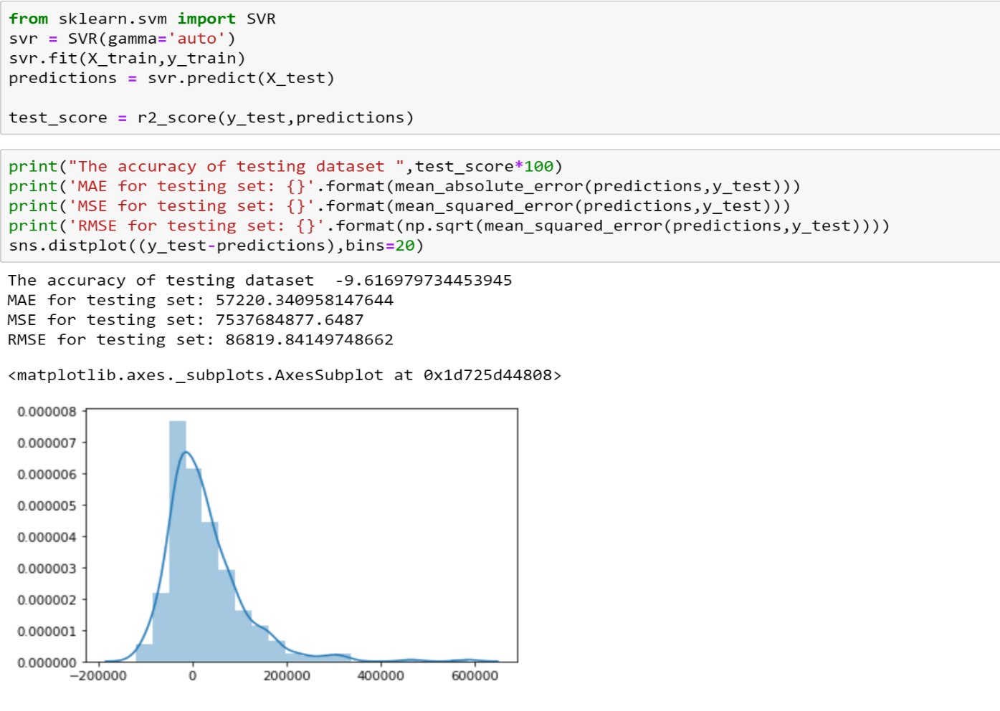 from sklearn.svm import SVR
svr = SVR(gamma='auto')
svr.fit(X_train,y_train)
predictions = svr.predict(X_test)
test_score = r2_score(y_test,predictions)
print("The accuracy of testing dataset ",test_score*100)
print('MAE for testing set: {}'.format(mean_absolute_error(predictions,y_test)))
print('MSE for testing set: {}'.format(mean_squared_error(predictions,y_test)))
print('RMSE for testing set: {}'.format(np.sqrt(mean_squared_error(predictions,y_test))))
sns.distplot((y_test-predictions),bins=20)
The accuracy of testing dataset  -9.616979734453945
MAE for testing set: 57220.340958147644
MSE for testing set: 7537684877.6487
RMSE for testing set: 86819.84149748662
<matplotlib.axes._subplots.AxesSubplot at 0x1d725d44808>
0.000008
0.000007
0.000006
0.000005
0.000004
0.000003
0.000002
0.000001
0.000000
−200000 0 200000 400000 600000